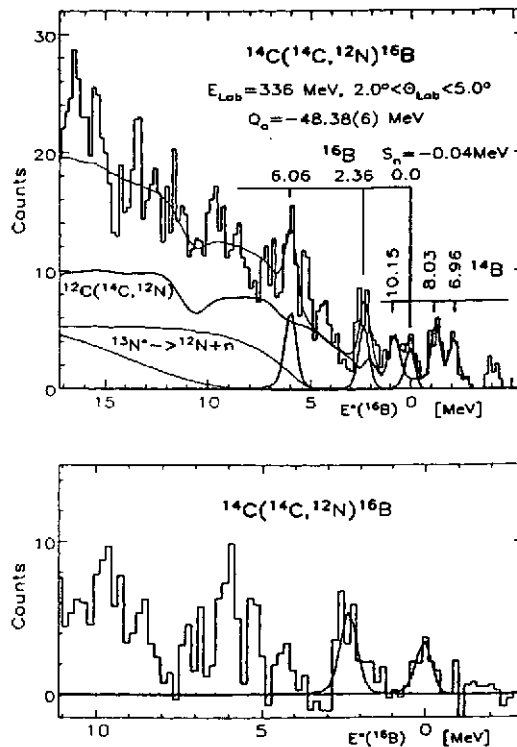 30
20
10
0
Counts
¹⁴C(¹⁴C,¹²N)¹⁶B
E_Lab=336 MeV, 2.0°<Θ_Lab<5.0°
Q_o=−48.38(6) MeV
¹⁶B S_n=−0.04MeV
6.06 2.36 0.0
10.15 8.03 6.96 ¹⁴B
¹²C(¹⁴C,¹²N)
¹³N*−>¹²N+n
15 10 5 0
E*(¹⁶B) [MeV]
¹⁴C(¹⁴C,¹²N)¹⁶B
10
0
Counts
10 5 0
E*(¹⁶B) [MeV]